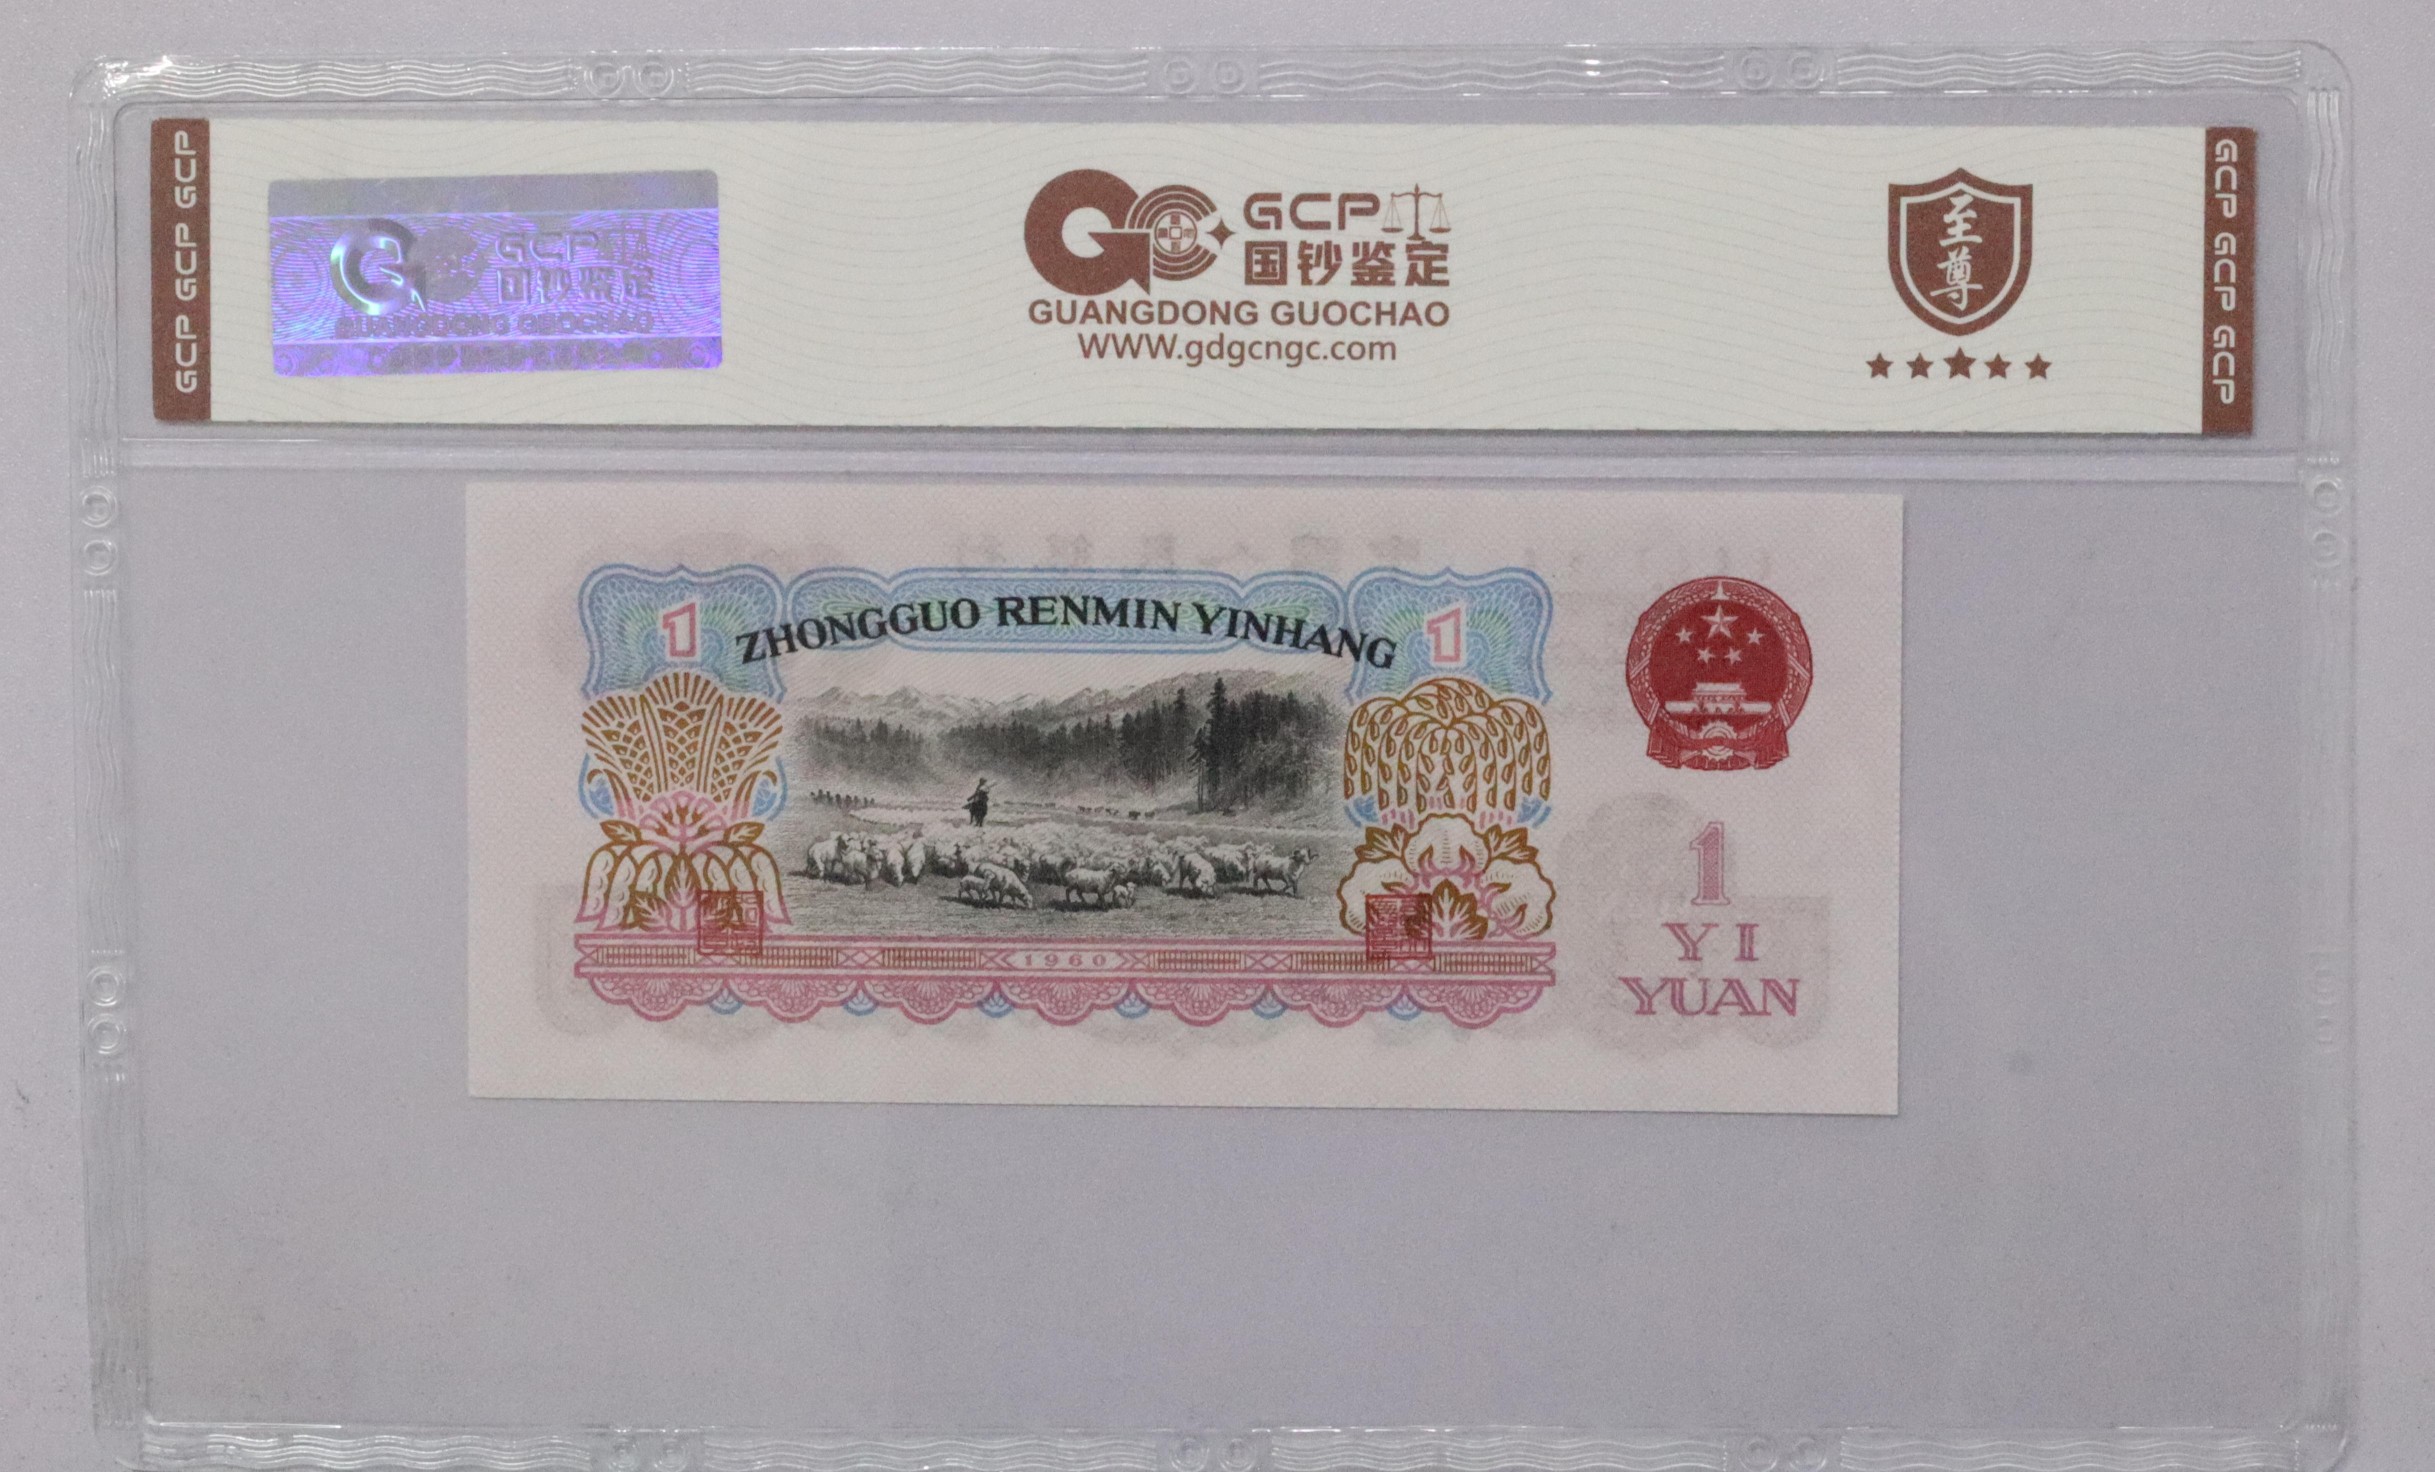 GCP GCP GCP
GCP
国钞鉴定
GUANGDONG GUOCHAO
GCP
国钞鉴定
GUANGDONG GUOCHAO
www.gdgcngc.com
至尊
GCP GCP GCP
1
ZHONGGUO RENMIN YINHANG
1
1960
1
YI
YUAN